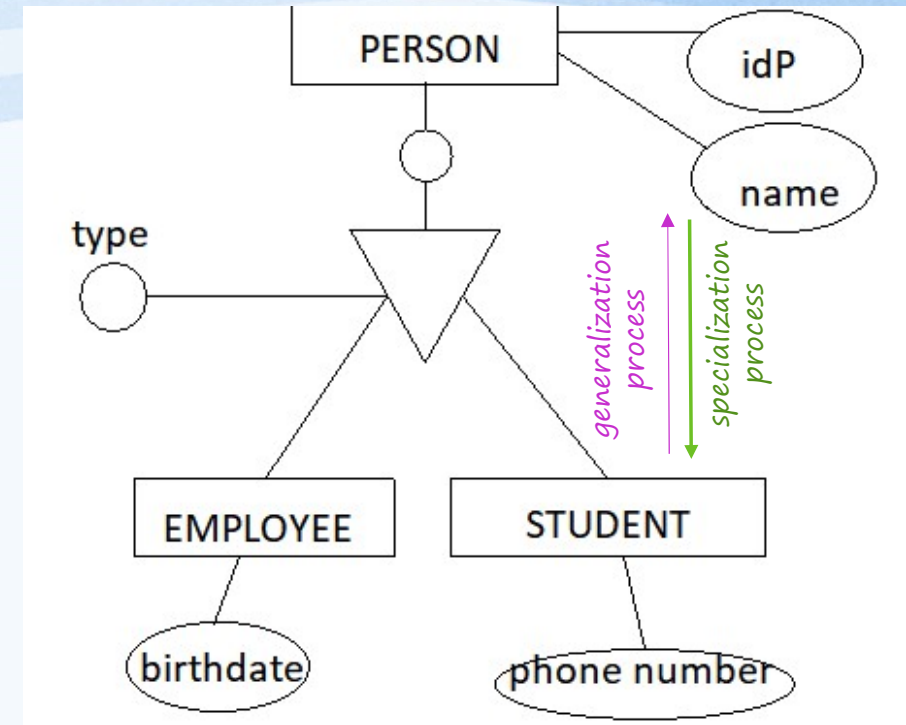 PERSON
idP
name
type
generalization
process
specialization
process
EMPLOYEE
STUDENT
birthdate
phone number